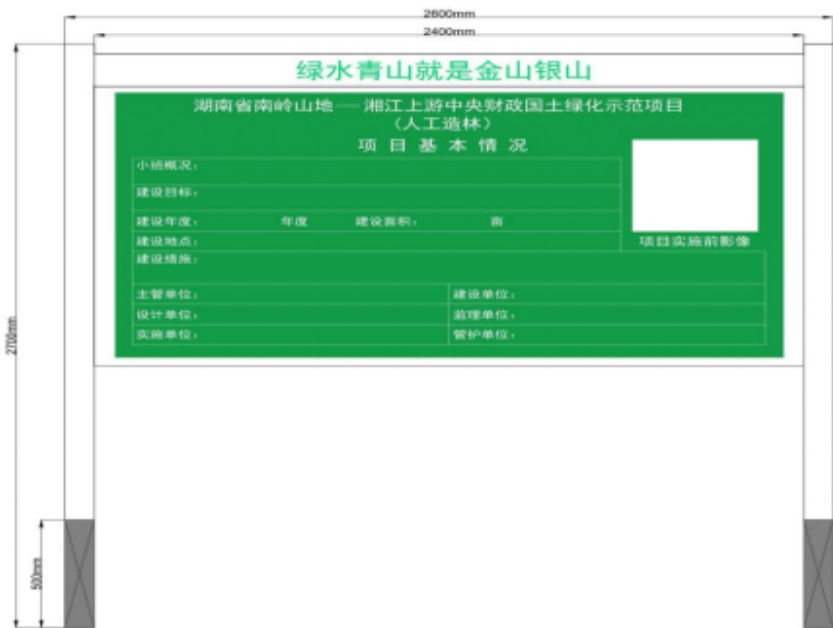 2600mm
2400mm
绿水青山就是金山银山
湖南省南岭山地——湘江上游中央财政国土绿化示范项目
（人工造林）
项目基本情况
小班概况：
建设目标：
建设年度： 年度 建设面积： 亩
建设地点：
项目实施前影像
建设措施：
主管单位： 建设单位：
设计单位： 监理单位：
实施单位： 管护单位：
2700mm
500mm